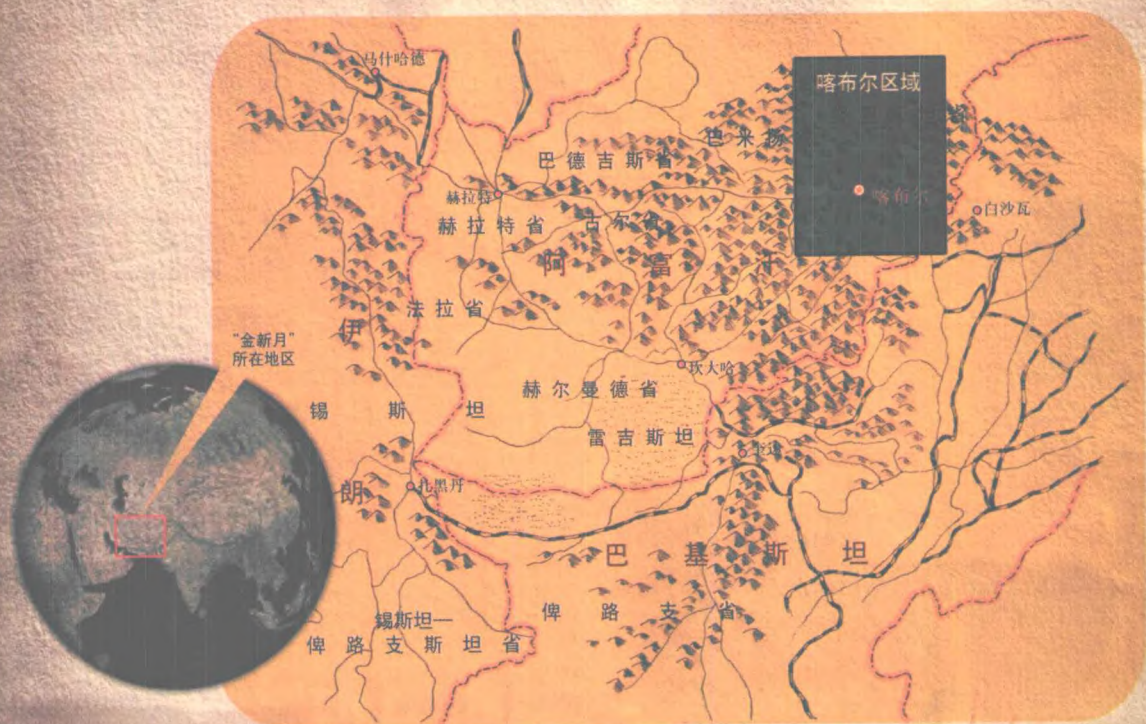 马什哈德
喀布尔区域
巴德吉斯省
巴米扬
赫拉特
喀布尔
白沙瓦
赫拉特省
古尔省
阿富汗
法拉省
伊
“金新月”
所在地区
坎大哈
赫尔曼德省
锡斯坦
雷吉斯坦
朗
扎黑丹
巴基斯坦
俾路支省
锡斯坦—
俾路支斯坦省